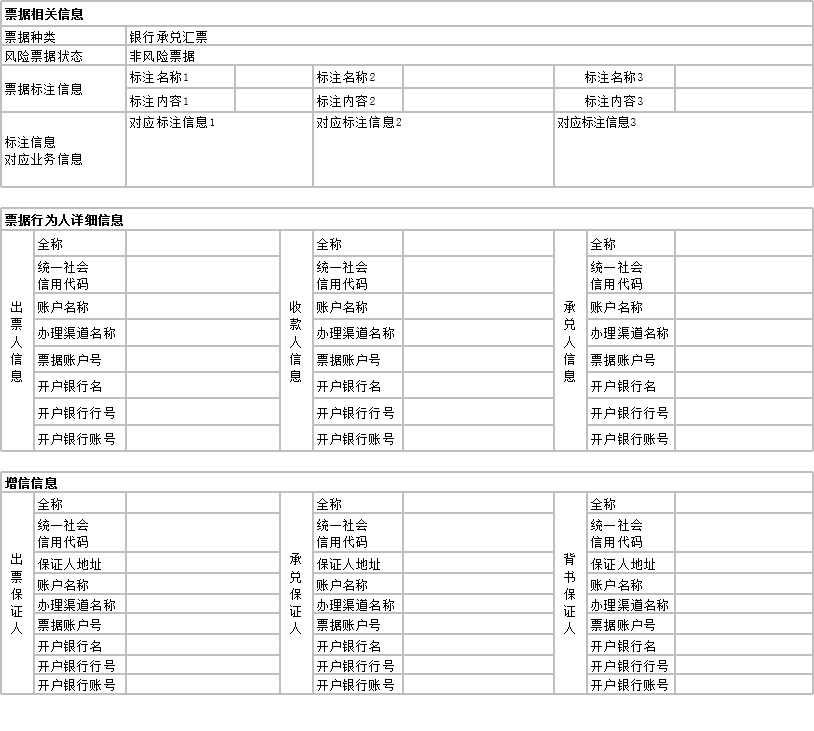 票据相关信息
票据种类 银行承兑汇票
风险票据状态 非风险票据
票据标注信息
标注名称1 标注名称2 标注名称3
标注内容1 标注内容2 标注内容3
标注信息
对应业务信息
对应标注信息1 对应标注信息2 对应标注信息3
票据行为人详细信息
出票人信息
收款人信息
承兑人信息
全称 全称 全称
统一社会 统一社会 统一社会
信用代码 信用代码 信用代码
账户名称 账户名称 账户名称
办理渠道名称 办理渠道名称 办理渠道名称
票据账户号 票据账户号 票据账户号
开户银行名 开户银行名 开户银行名
开户银行行号 开户银行行号 开户银行行号
开户银行账号 开户银行账号 开户银行账号
增信信息
出票保证人
承兑保证人
背书保证人
全称 全称 全称
统一社会 统一社会 统一社会
信用代码 信用代码 信用代码
保证人地址 保证人地址 保证人地址
账户名称 账户名称 账户名称
办理渠道名称 办理渠道名称 办理渠道名称
票据账户号 票据账户号 票据账户号
开户银行名 开户银行名 开户银行名
开户银行行号 开户银行行号 开户银行行号
开户银行账号 开户银行账号 开户银行账号